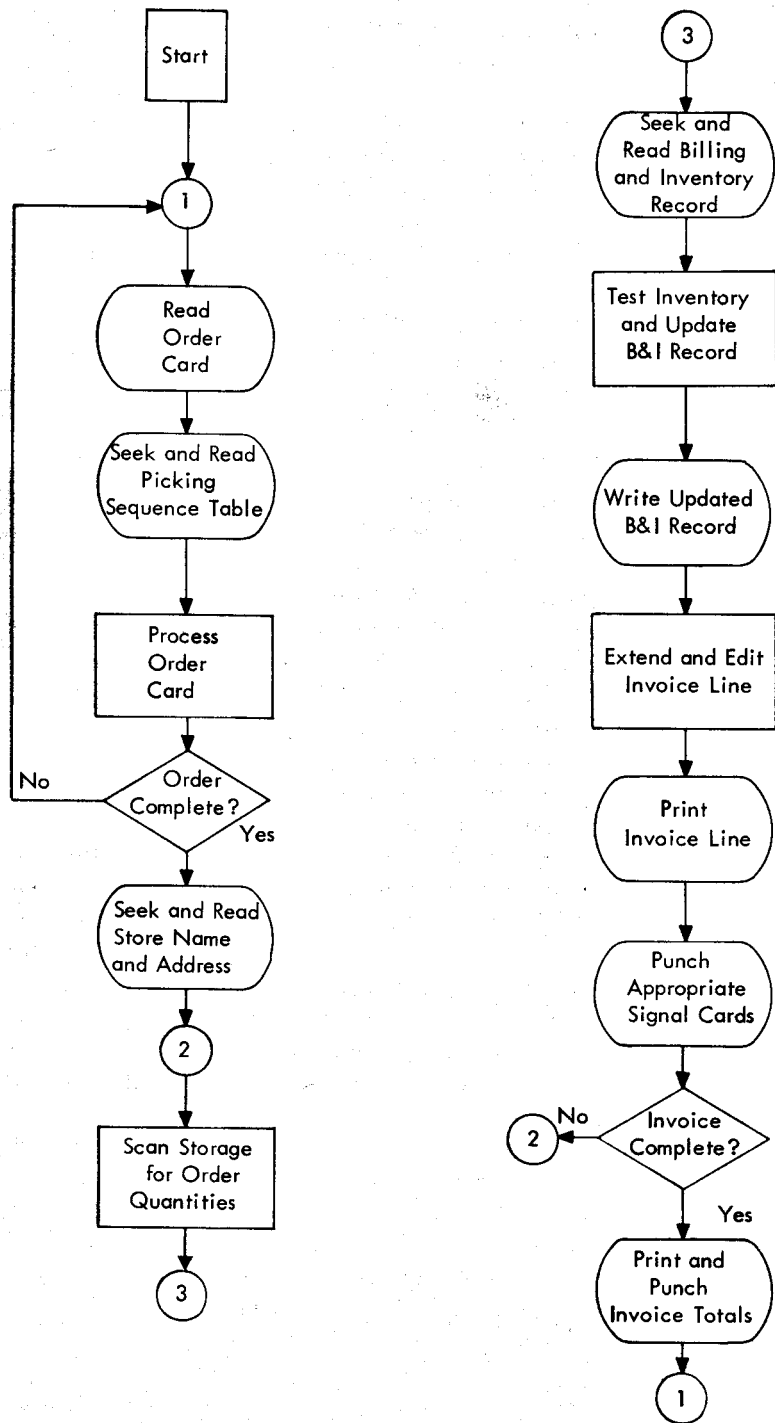 Start
1
Read
Order
Card
Seek and Read
Picking
Sequence Table
Process
Order
Card
No
Order
Complete?
Yes
Seek and Read
Store Name
and Address
2
Scan Storage
for Order
Quantities
3
3
Seek and
Read Billing
and Inventory
Record
Test Inventory
and Update
B&I Record
Write Updated
B&I Record
Extend and Edit
Invoice Line
Print
Invoice Line
Punch
Appropriate
Signal Cards
2
No
Invoice
Complete?
Yes
Print and
Punch
Invoice Totals
1